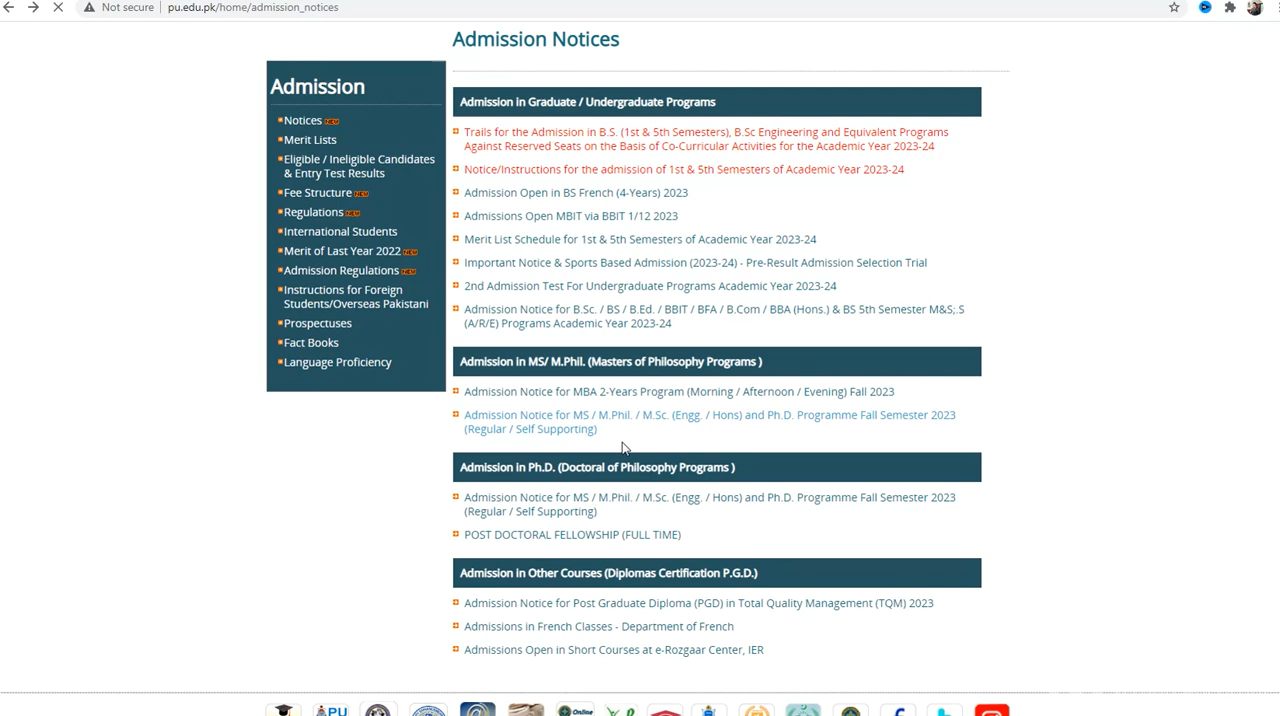 Not secure
pu.edu.pk/home/admission_notices
Admission Notices
Admission
Notices NEW
Merit Lists
Eligible / Ineligible Candidates
& Entry Test Results
Fee Structure NEW
Regulations NEW
International Students
Merit of Last Year 2022 NEW
Admission Regulations NEW
Instructions for Foreign
Students/Overseas Pakistani
Prospectuses
Fact Books
Language Proficiency
Admission in Graduate / Undergraduate Programs
Trails for the Admission in B.S. (1st & 5th Semesters), B.Sc Engineering and Equivalent Programs
Against Reserved Seats on the Basis of Co-Curricular Activities for the Academic Year 2023-24
Notice/Instructions for the admission of 1st & 5th Semesters of Academic Year 2023-24
Admission Open in BS French (4-Years) 2023
Admissions Open MBIT via BBIT 1/12 2023
Merit List Schedule for 1st & 5th Semesters of Academic Year 2023-24
Important Notice & Sports Based Admission (2023-24) - Pre-Result Admission Selection Trial
2nd Admission Test For Undergraduate Programs Academic Year 2023-24
Admission Notice for B.Sc. / BS / B.Ed. / BBIT / BFA / B.Com / BBA (Hons.) & BS 5th Semester M&S;.S
(A/R/E) Programs Academic Year 2023-24
Admission in MS/ M.Phil. (Masters of Philosophy Programs )
Admission Notice for MBA 2-Years Program (Morning / Afternoon / Evening) Fall 2023
Admission Notice for MS / M.Phil. / M.Sc. (Engg. / Hons) and Ph.D. Programme Fall Semester 2023
(Regular / Self Supporting)
Admission in Ph.D. (Doctoral of Philosophy Programs )
Admission Notice for MS / M.Phil. / M.Sc. (Engg. / Hons) and Ph.D. Programme Fall Semester 2023
(Regular / Self Supporting)
POST DOCTORAL FELLOWSHIP (FULL TIME)
Admission in Other Courses (Diplomas Certification P.G.D.)
Admission Notice for Post Graduate Diploma (PGD) in Total Quality Management (TQM) 2023
Admissions in French Classes - Department of French
Admissions Open in Short Courses at e-Rozgaar Center, IER
PU
Online